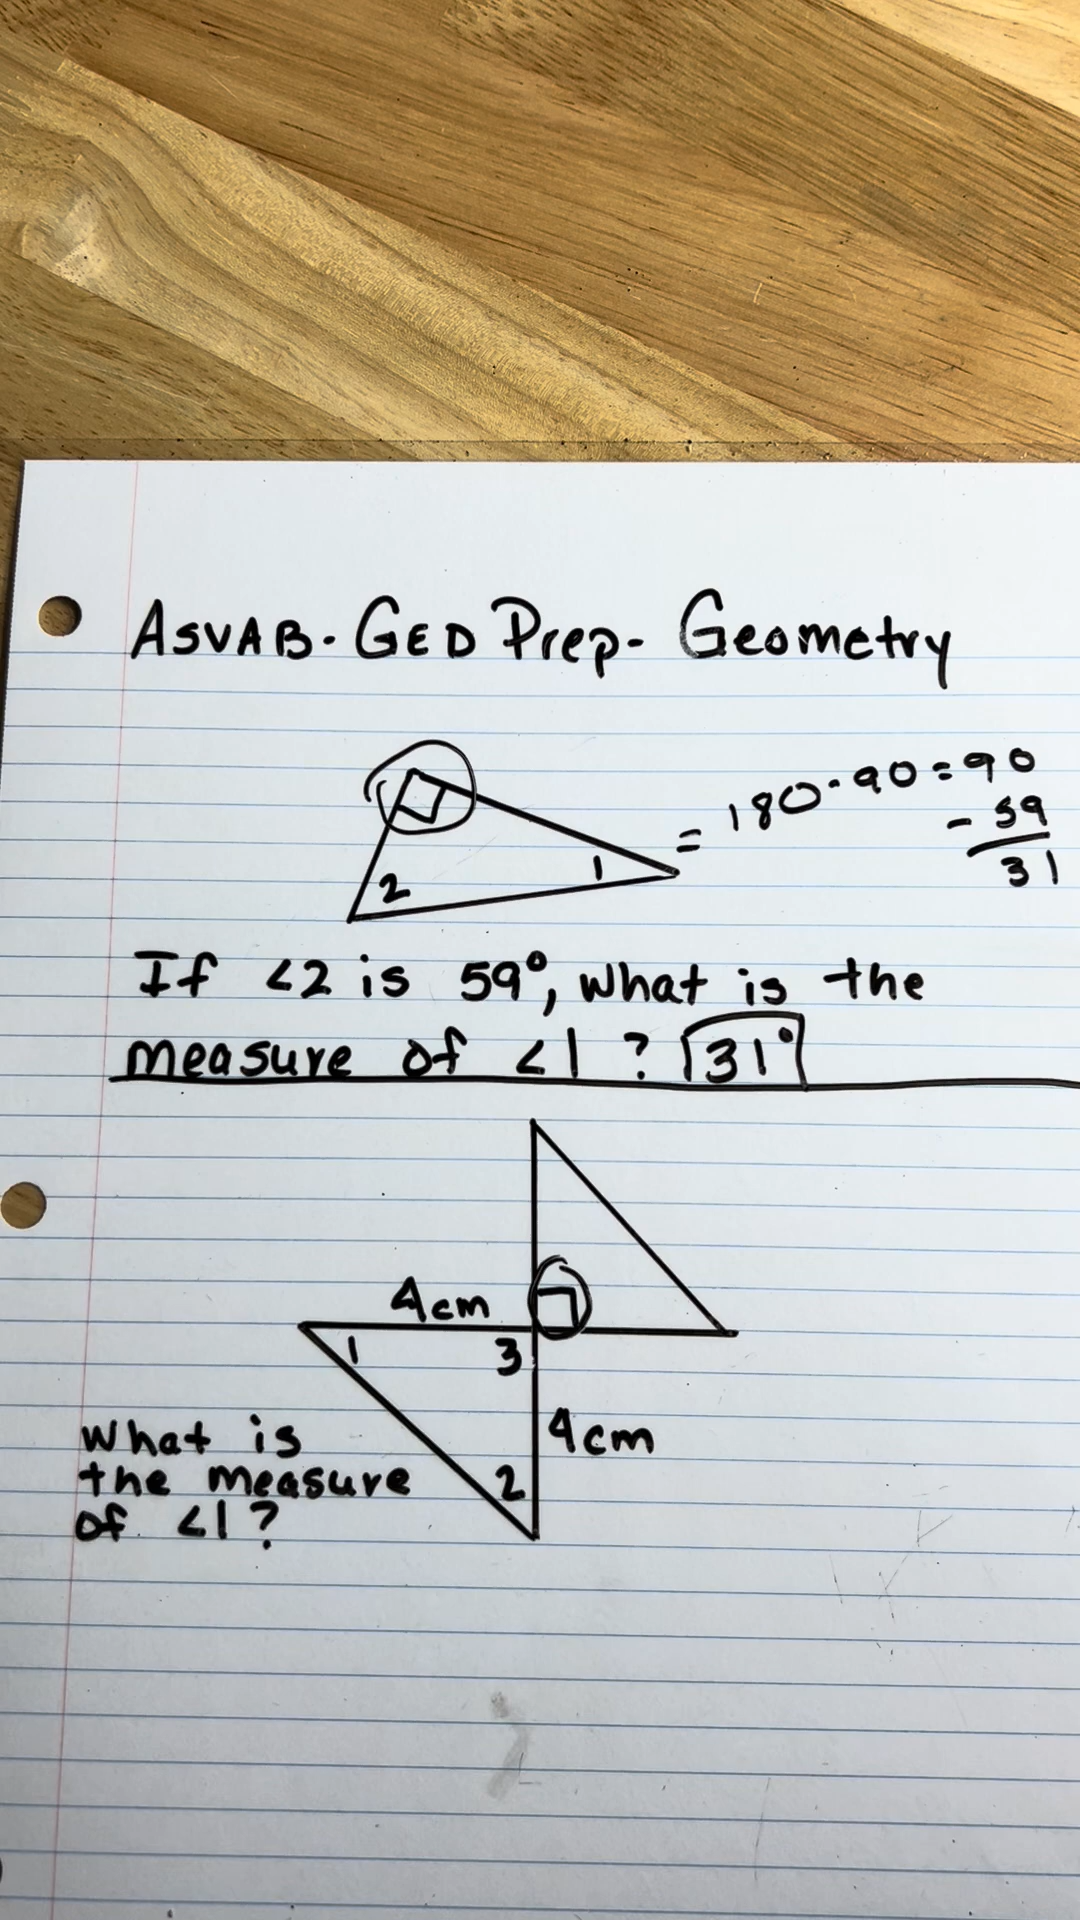 ASVAB-GED Prep- Geometry
= 180-90=90
- 59
31
2
1
If ∠2 is 59°, what is the
measure of ∠1? 31°
4cm
1
3
4cm
2
What is
the measure
of ∠1?